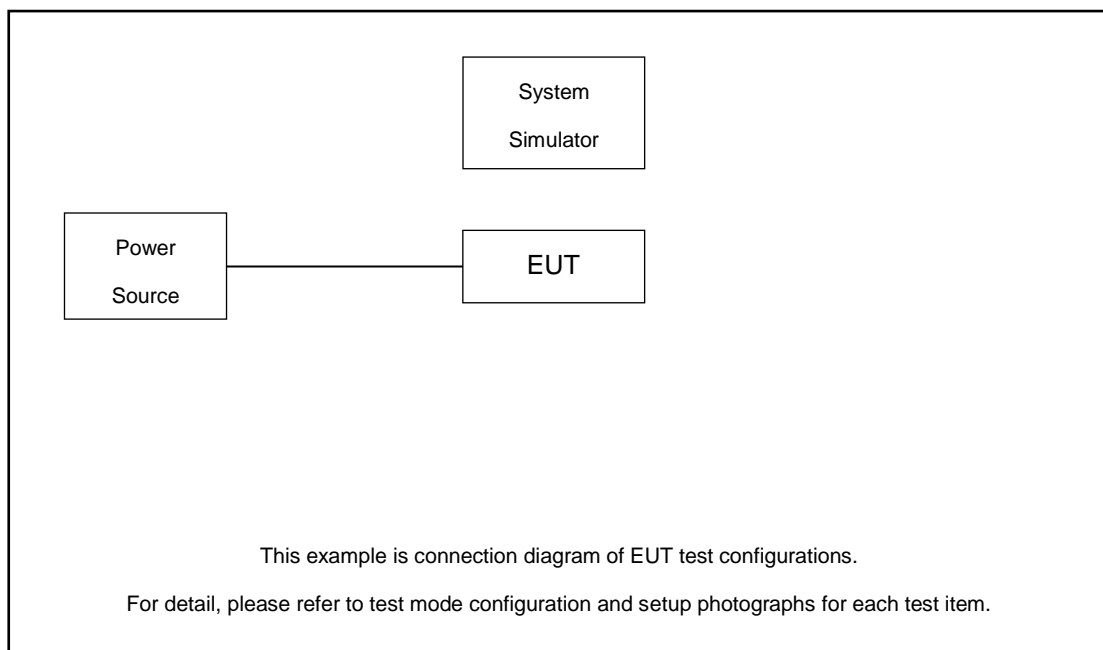 System
Simulator
Power
Source
EUT
This example is connection diagram of EUT test configurations.
For detail, please refer to test mode configuration and setup photographs for each test item.